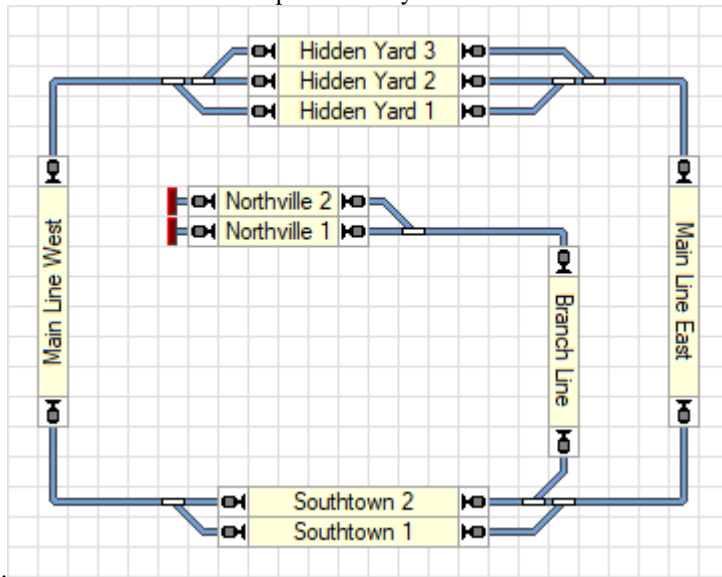 Hidden Yard 3
Hidden Yard 2
Hidden Yard 1
Northville 2
Northville 1
Main Line West
Branch Line
Main Line East
Southtown 2
Southtown 1